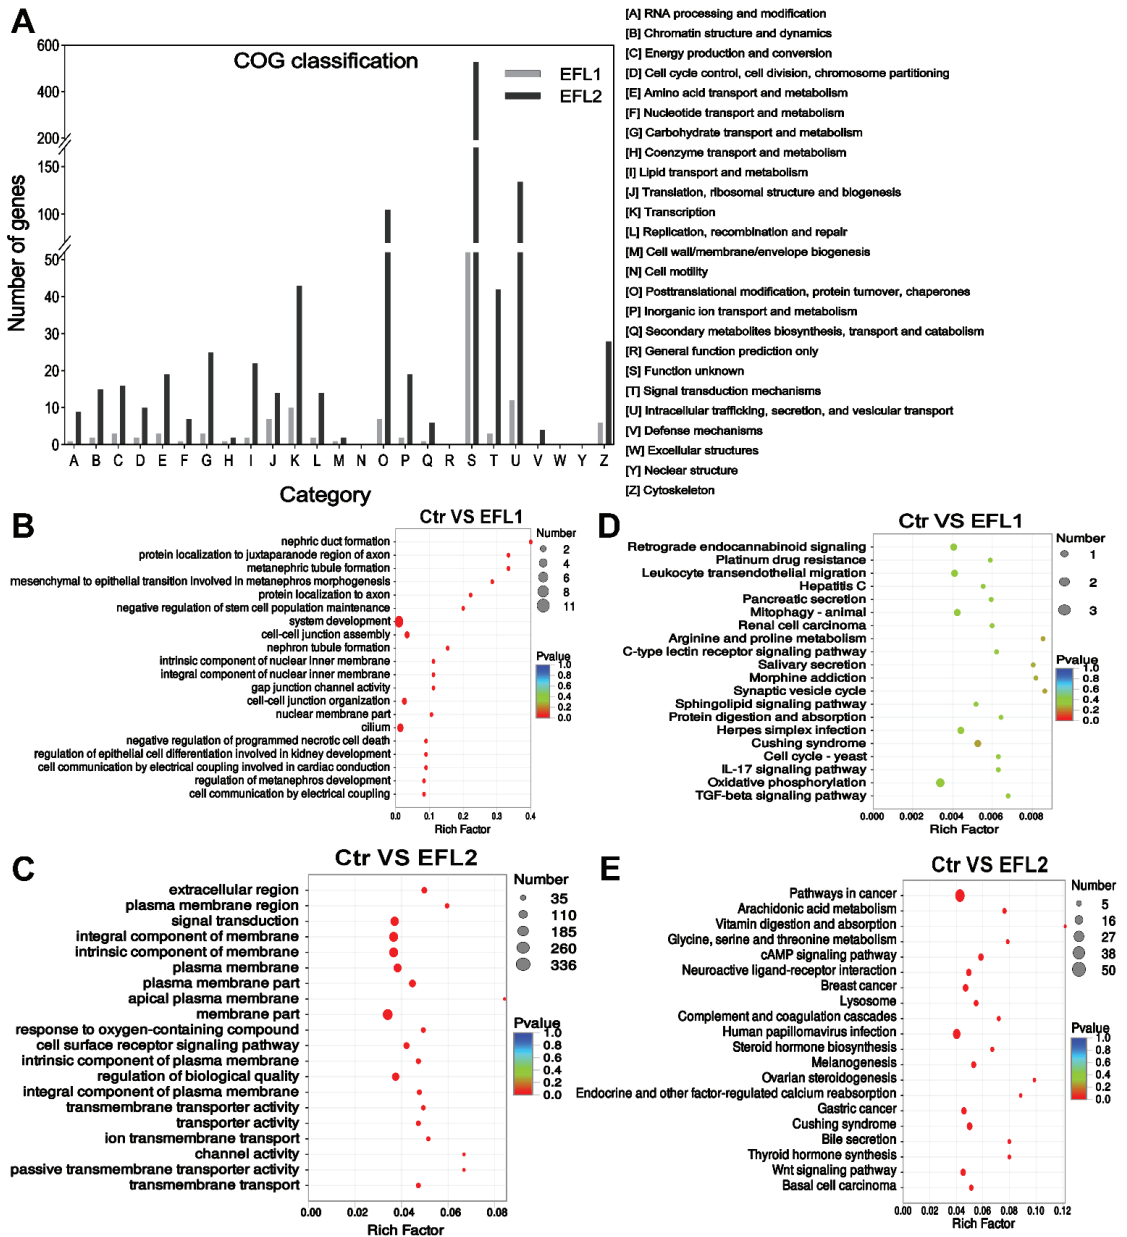 A
COG classification
EFL1
EFL2
Number of genes
600
400
200
150
100
50
40
30
20
10
0
A B C D E F G H I J K L M N O P Q R S T U V W Y Z
Category
[A] RNA processing and modification
[B] Chromatin structure and dynamics
[C] Energy production and conversion
[D] Cell cycle control, cell division, chromosome partitioning
[E] Amino acid transport and metabolism
[F] Nucleotide transport and metabolism
[G] Carbohydrate transport and metabolism
[H] Coenzyme transport and metabolism
[I] Lipid transport and metabolism
[J] Translation, ribosomal structure and biogenesis
[K] Transcription
[L] Replication, recombination and repair
[M] Cell wall/membrane/envelope biogenesis
[N] Cell motility
[O] Posttranslational modification, protein turnover, chaperones
[P] Inorganic ion transport and metabolism
[Q] Secondary metabolites biosynthesis, transport and catabolism
[R] General function prediction only
[S] Function unknown
[T] Signal transduction mechanisms
[U] Intracellular trafficking, secretion, and vesicular transport
[V] Defense mechanisms
[W] Excellular structures
[Y] Neclear structure
[Z] Cytoskeleton
B
Ctr VS EFL1
nephric duct formation
protein localization to juxtaparanode region of axon
metanephric tubule formation
mesenchymal to epithelial transition involved in metanephros morphogenesis
protein localization to axon
negative regulation of stem cell population maintenance
system development
cell-cell junction assembly
nephron tubule formation
intrinsic component of nuclear inner membrane
integral component of nuclear inner membrane
gap junction channel activity
cell-cell junction organization
nuclear membrane part
cilium
negative regulation of programmed necrotic cell death
regulation of epithelial cell differentiation involved in kidney development
cell communication by electrical coupling involved in cardiac conduction
regulation of metanephros development
cell communication by electrical coupling
0.0 0.1 0.2 0.3 0.4
Rich Factor
Number
2
4
6
8
11
Pvalue
1.0
0.8
0.6
0.4
0.2
0.0
D
Ctr VS EFL1
Retrograde endocannabinoid signaling
Platinum drug resistance
Leukocyte transendothelial migration
Hepatitis C
Pancreatic secretion
Mitophagy - animal
Renal cell carcinoma
Arginine and proline metabolism
C-type lectin receptor signaling pathway
Salivary secretion
Morphine addiction
Synaptic vesicle cycle
Sphingolipid signaling pathway
Protein digestion and absorption
Herpes simplex infection
Cushing syndrome
Cell cycle - yeast
IL-17 signaling pathway
Oxidative phosphorylation
TGF-beta signaling pathway
0.000 0.002 0.004 0.006 0.008
Rich Factor
Number
1
2
3
Pvalue
1.0
0.8
0.6
0.4
0.2
0.0
C
Ctr VS EFL2
extracellular region
plasma membrane region
signal transduction
integral component of membrane
intrinsic component of membrane
plasma membrane
plasma membrane part
apical plasma membrane
membrane part
response to oxygen-containing compound
cell surface receptor signaling pathway
intrinsic component of plasma membrane
regulation of biological quality
integral component of plasma membrane
transmembrane transporter activity
transporter activity
ion transmembrane transport
channel activity
passive transmembrane transporter activity
transmembrane transport
0.00 0.02 0.04 0.06 0.08
Rich Factor
Number
35
110
185
260
336
Pvalue
1.0
0.8
0.6
0.4
0.2
0.0
E
Ctr VS EFL2
Pathways in cancer
Arachidonic acid metabolism
Vitamin digestion and absorption
Glycine, serine and threonine metabolism
cAMP signaling pathway
Neuroactive ligand-receptor interaction
Breast cancer
Lysosome
Complement and coagulation cascades
Human papillomavirus infection
Steroid hormone biosynthesis
Melanogenesis
Ovarian steroidogenesis
Endocrine and other factor-regulated calcium reabsorption
Gastric cancer
Cushing syndrome
Bile secretion
Thyroid hormone synthesis
Wnt signaling pathway
Basal cell carcinoma
0.00 0.02 0.04 0.06 0.08 0.10 0.12
Rich Factor
Number
5
16
27
38
50
Pvalue
1.0
0.8
0.6
0.4
0.2
0.0